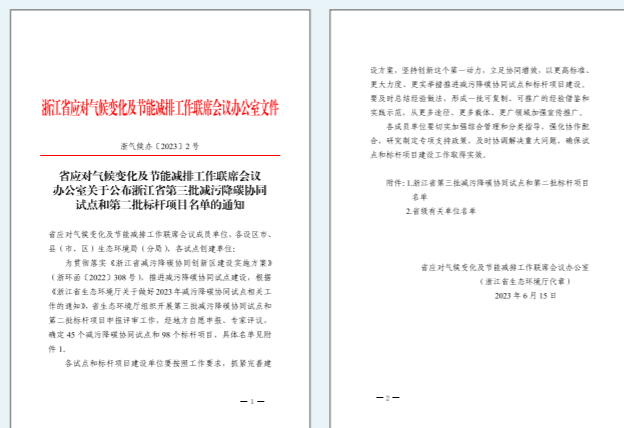 浙江省应对气候变化及节能减排工作联席会议办公室文件
浙气候办〔2023〕2 号
省应对气候变化及节能减排工作联席会议
办公室关于公布浙江省第三批减污降碳协同
试点和第二批标杆项目名单的通知
省应对气候变化及节能减排工作联席会议成员单位、各设区市、
县（市、区）生态环境局（分局）、各试点创建单位：
为贯彻落实《浙江省减污降碳协同创新区建设实施方案》
（浙环函〔2022〕308 号），推进减污降碳协同试点建设，根据
《浙江省生态环境厅关于做好2023年减污降碳协同试点相关工
作的通知》，省生态环境厅组织开展第三批减污降碳协同试点和
第二批标杆项目申报评审工作，经地方自愿申报、专家评议，
确定 45 个减污降碳协同试点和 98 个标杆项目，具体名单见附
件 1。
各试点和标杆项目建设单位要按照工作要求，抓紧完善建
— 1 —
设方案，坚持创新这个第一动力，立足协同增效，以更高标准、
更大力度、更实举措推进减污降碳协同试点和标杆项目建设。
要及时总结经验做法，形成一批可复制、可推广的经验借鉴和
实践示范，从更多途径、更多载体、更广领域加强宣传推广。
各成员单位要切实加强综合管理和分类指导，强化协作配
合，研究制定专项支持政策，及时协调解决重大问题，确保试
点和标杆项目建设工作取得实效。
附件：1.浙江省第三批减污降碳协同试点和第二批标杆项目
名单
2.省级有关单位名单
省应对气候变化及节能减排工作联席会议办公室
（浙江省生态环境厅代章）
2023 年 6 月 15 日
— 2 —